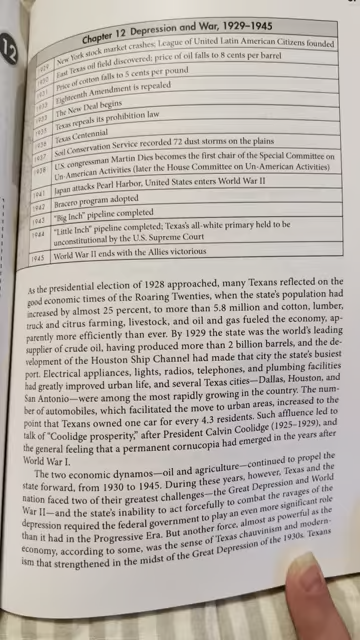 12
Chapter 12 Depression and War, 1929–1945
1929 New York stock market crashes; League of United Latin American Citizens founded
East Texas oil field discovered; price of oil falls to 8 cents per barrel
Price of cotton falls to 5 cents per pound
Eighteenth Amendment is repealed
The New Deal begins
Texas repeals its prohibition law
Texas Centennial
Soil Conservation Service recorded 72 dust storms on the plains
1938 U.S. congressman Martin Dies becomes the first chair of the Special Committee on
Un-American Activities (later the House Committee on Un-American Activities)
1941 Japan attacks Pearl Harbor, United States enters World War II
1942 Bracero program adopted
1943 "Big Inch" pipeline completed
1944 "Little Inch" pipeline completed; Texas's all-white primary held to be
unconstitutional by the U.S. Supreme Court
1945 World War II ends with the Allies victorious
As the presidential election of 1928 approached, many Texans reflected on the
good economic times of the Roaring Twenties, when the state's population had
increased by almost 25 percent, to more than 5.8 million and cotton, lumber,
truck and citrus farming, livestock, and oil and gas fueled the economy, ap-
parently more efficiently than ever. By 1929 the state was the world's leading
supplier of crude oil, having produced more than 2 billion barrels, and the de-
velopment of the Houston Ship Channel had made that city the state's busiest
port. Electrical appliances, lights, radios, telephones, and plumbing facilities
had greatly improved urban life, and several Texas cities—Dallas, Houston, and
San Antonio—were among the most rapidly growing in the country. The num-
ber of automobiles, which facilitated the move to urban areas, increased to the
point that Texans owned one car for every 4.3 residents. Such affluence led to
talk of "Coolidge prosperity," after President Calvin Coolidge (1925–1929), and
the general feeling that a permanent cornucopia had emerged in the years after
World War I.
The two economic dynamos—oil and agriculture—continued to propel the
state forward, from 1930 to 1945. During these years, however, Texas and the
nation faced two of their greatest challenges—the Great Depression and World
War II—and the state's inability to act forcefully to combat the ravages of the
depression required the federal government to play an even more significant role
than it had in the Progressive Era. But another force, almost as powerful as the
economy, according to some, was the sense of Texas chauvinism and modern-
ism that strengthened in the midst of the Great Depression of the 1930s. Texans